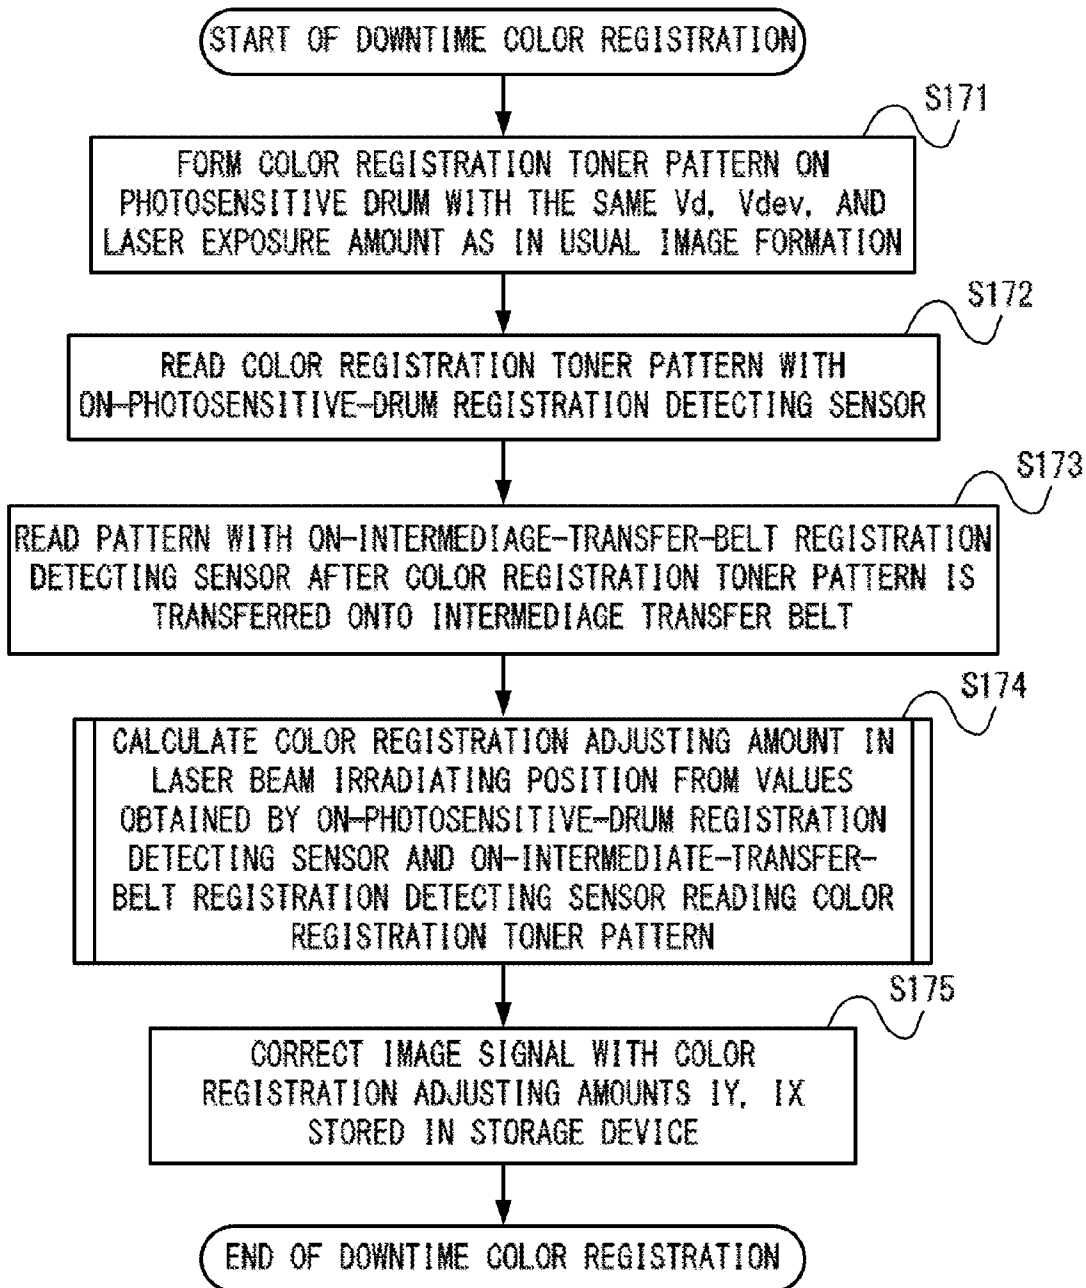 START OF DOWNTIME COLOR REGISTRATION
S171
FORM COLOR REGISTRATION TONER PATTERN ON
PHOTOSENSITIVE DRUM WITH THE SAME Vd, Vdev, AND
LASER EXPOSURE AMOUNT AS IN USUAL IMAGE FORMATION
S172
READ COLOR REGISTRATION TONER PATTERN WITH
ON-PHOTOSENSITIVE-DRUM REGISTRATION DETECTING SENSOR
S173
READ PATTERN WITH ON-INTERMEDIAGE-TRANSFER-BELT REGISTRATION
DETECTING SENSOR AFTER COLOR REGISTRATION TONER PATTERN IS
TRANSFERRED ONTO INTERMEDIAGE TRANSFER BELT
S174
CALCULATE COLOR REGISTRATION ADJUSTING AMOUNT IN
LASER BEAM IRRADIATING POSITION FROM VALUES
OBTAINED BY ON-PHOTOSENSITIVE-DRUM REGISTRATION
DETECTING SENSOR AND ON-INTERMEDIATE-TRANSFER-
BELT REGISTRATION DETECTING SENSOR READING COLOR
REGISTRATION TONER PATTERN
S175
CORRECT IMAGE SIGNAL WITH COLOR
REGISTRATION ADJUSTING AMOUNTS IY, IX
STORED IN STORAGE DEVICE
END OF DOWNTIME COLOR REGISTRATION